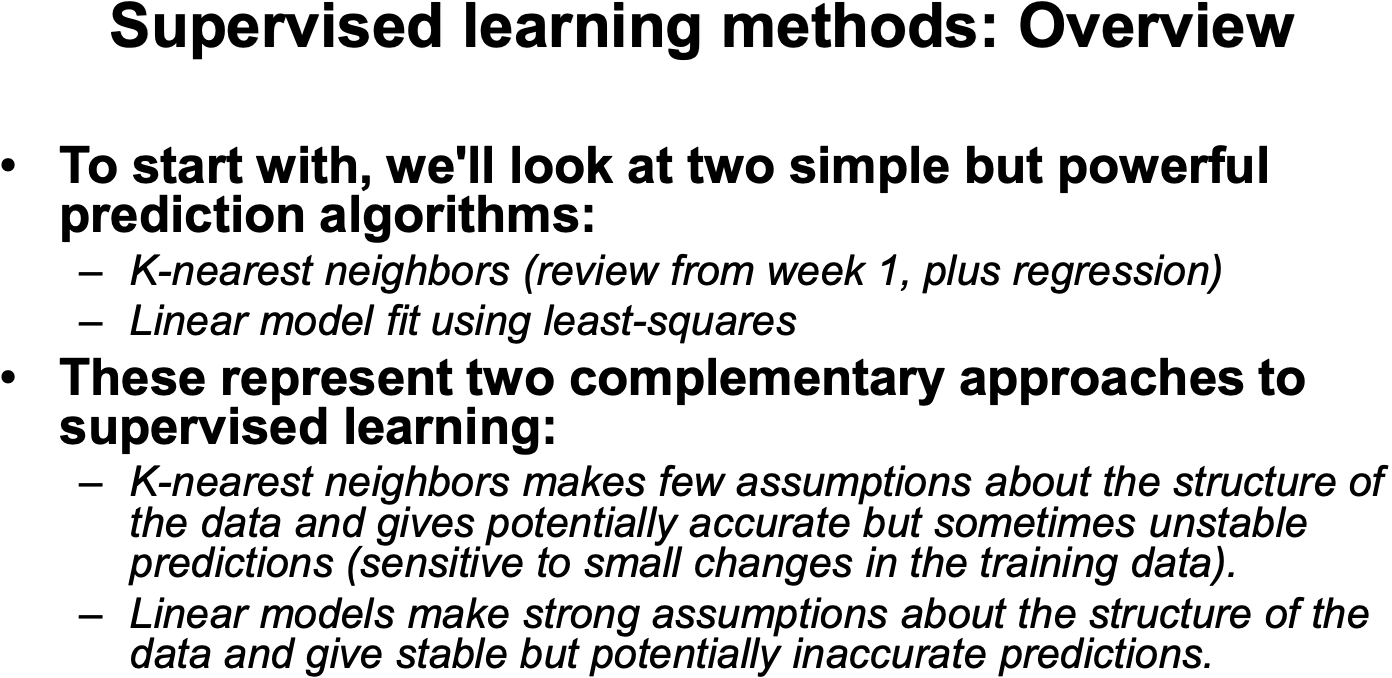 Supervised learning methods: Overview
• To start with, we'll look at two simple but powerful
prediction algorithms:
– K-nearest neighbors (review from week 1, plus regression)
– Linear model fit using least-squares
• These represent two complementary approaches to
supervised learning:
– K-nearest neighbors makes few assumptions about the structure of
the data and gives potentially accurate but sometimes unstable
predictions (sensitive to small changes in the training data).
– Linear models make strong assumptions about the structure of the
data and give stable but potentially inaccurate predictions.